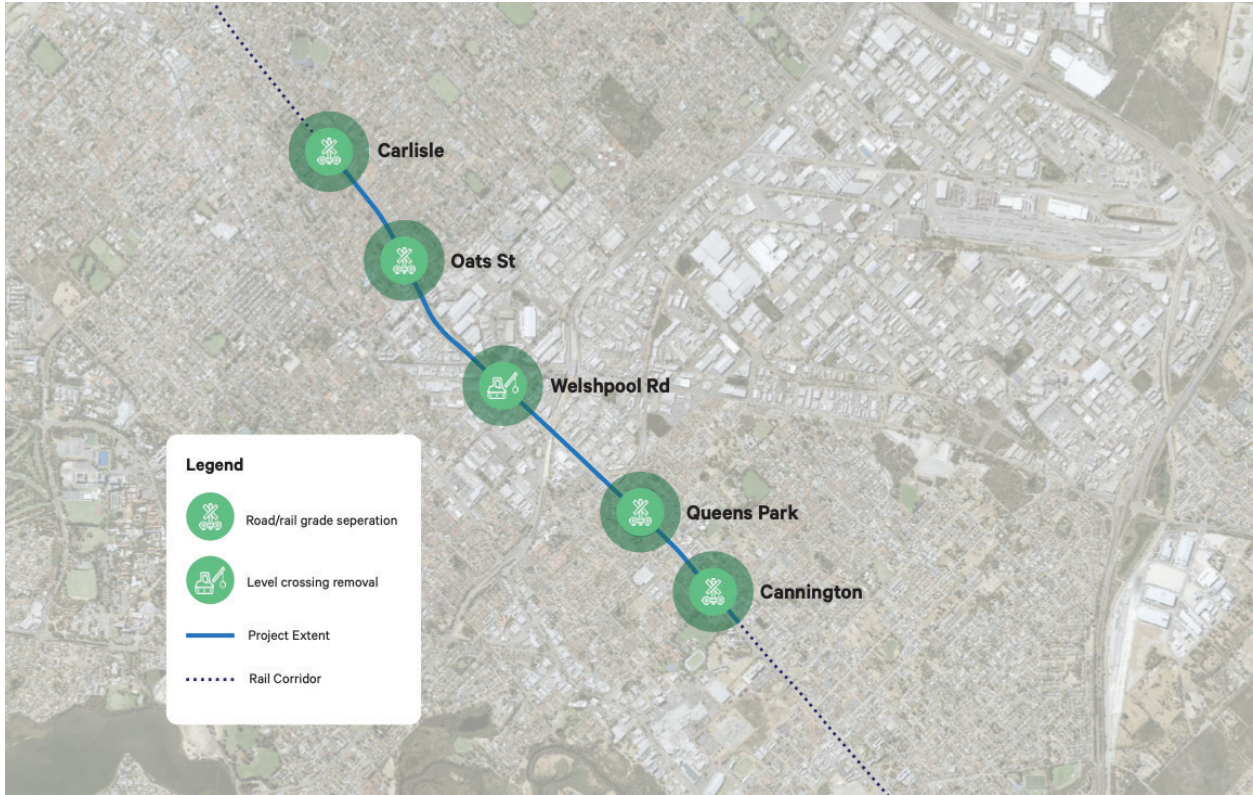 Carlisle
Oats St
Welshpool Rd
Queens Park
Cannington
Legend
Road/rail grade seperation
Level crossing removal
Project Extent
Rail Corridor